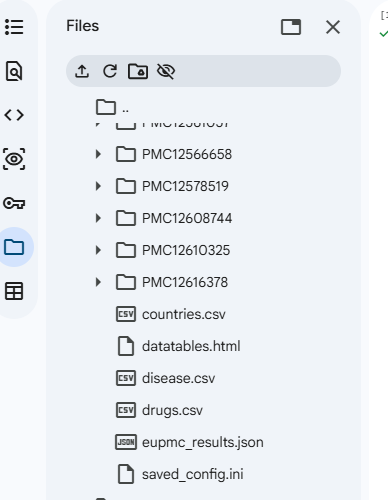 Files
..
PMC12566658
PMC12578519
PMC12608744
PMC12610325
PMC12616378
CSV countries.csv
datatables.html
CSV disease.csv
CSV drugs.csv
JSON eupmc_results.json
saved_config.ini